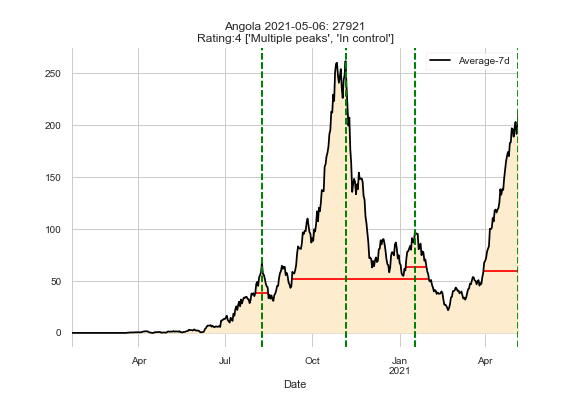 Angola 2021-05-06: 27921
Rating:4 ['Multiple peaks', 'In control']
Average-7d
250
200
150
100
50
0
Apr
Jul
Oct
Jan
2021
Apr
Date